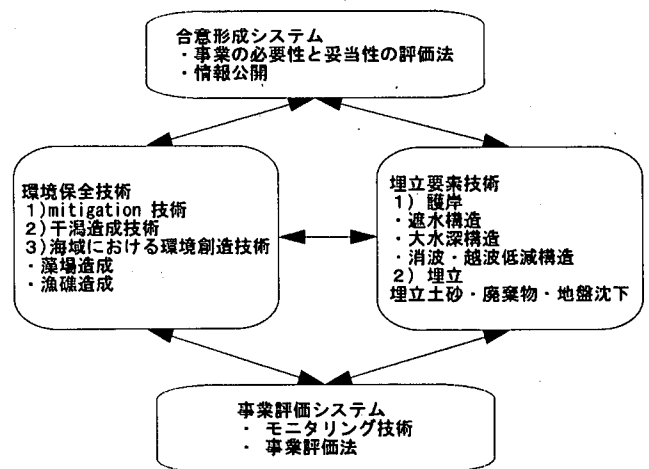 合意形成システム
・事業の必要性と妥当性の評価法
・情報公開
環境保全技術
1)mitigation 技術
2)干潟造成技術
3)海域における環境創造技術
・藻場造成
・漁礁造成
埋立要素技術
1) 護岸
・遮水構造
・大水深構造
・消波・越波低減構造
2) 埋立
埋立土砂・廃棄物・地盤沈下
事業評価システム
・ モニタリング技術
・ 事業評価法